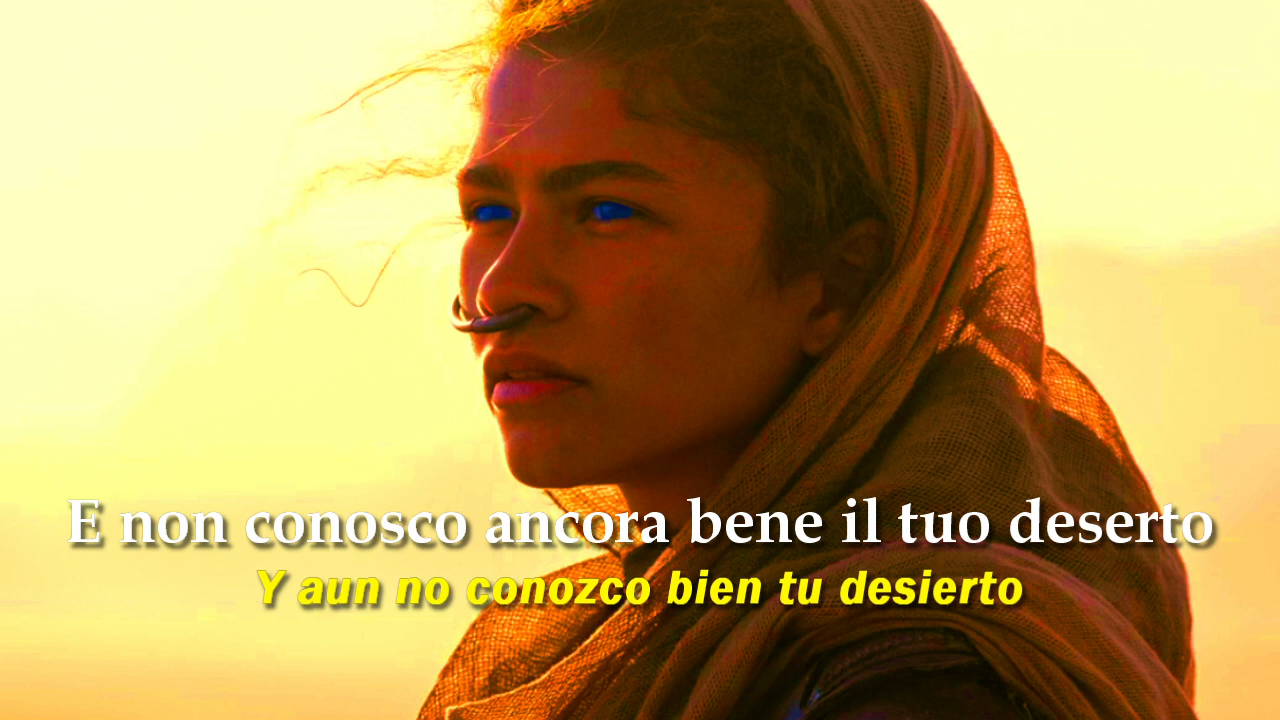 E non conosco ancora bene il tuo deserto
Y aun no conozco bien tu desierto